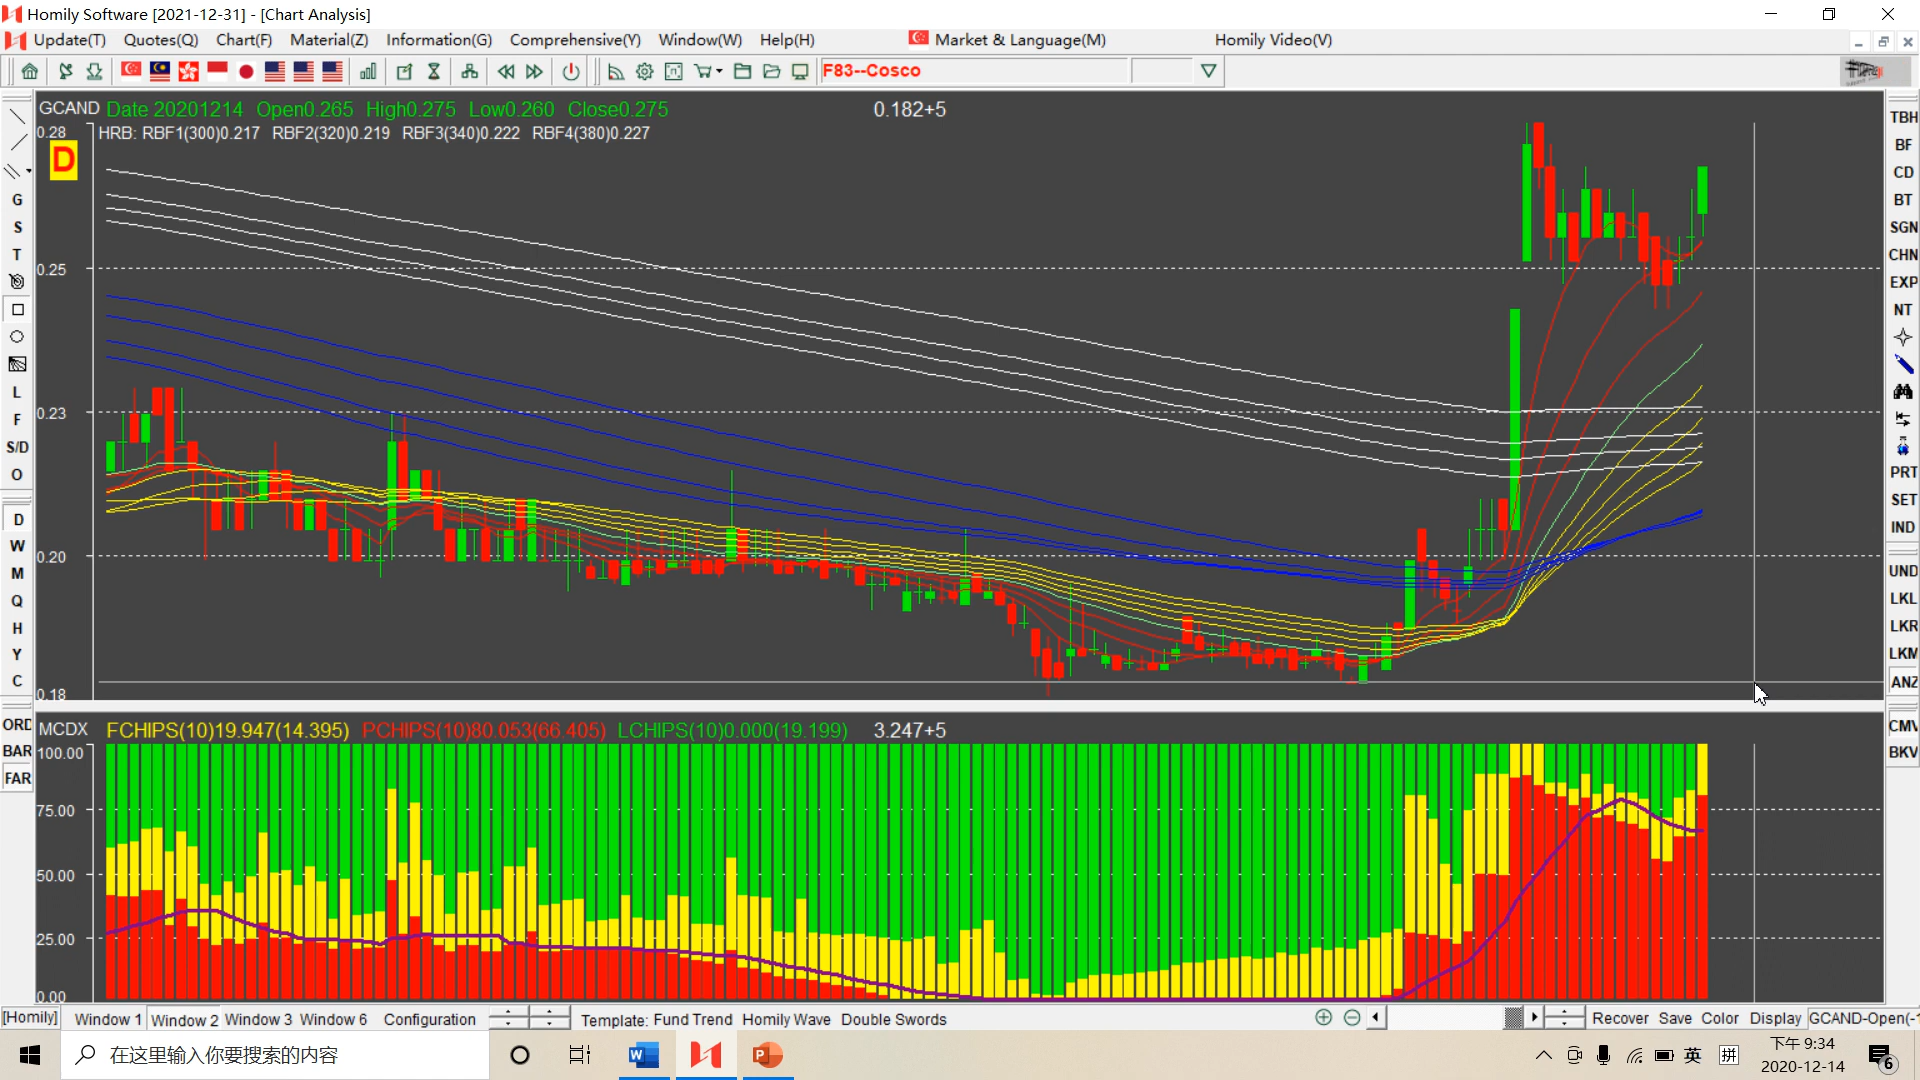 Homily Software [2021-12-31] - [Chart Analysis]
Update(T) Quotes(Q) Chart(F) Material(Z) Information(G) Comprehensive(Y) Window(W) Help(H) Market & Language(M) Homily Video(V)
F83--Cosco
GCAND Date 20201214 Open0.265 High0.275 Low0.260 Close0.275 0.182+5
HRB: RBF1(300)0.217 RBF2(320)0.219 RBF3(340)0.222 RBF4(380)0.227
0.28
D
0.25
0.23
0.20
0.18
G
S
T
L
F
S/D
O
D
W
M
Q
H
Y
C
ORD
BAR
FAR
TBH
BF
CD
BT
SGN
CHN
EXP
NT
PRT
SET
IND
UND
LKL
LKR
LKM
ANZ
CMV
BKV
MCDX FCHIPS(10)19.947(14.395) PCHIPS(10)80.053(66.405) LCHIPS(10)0.000(19.199) 3.247+5
100.00
75.00
50.00
25.00
0.00
[Homily] Window 1 Window 2 Window 3 Window 6 Configuration Template: Fund Trend Homily Wave Double Swords Recover Save Color Display GCAND-Open(-1
在这里输入你要搜索的内容
W
P
英
拼
下午 9:34
2020-12-14
6